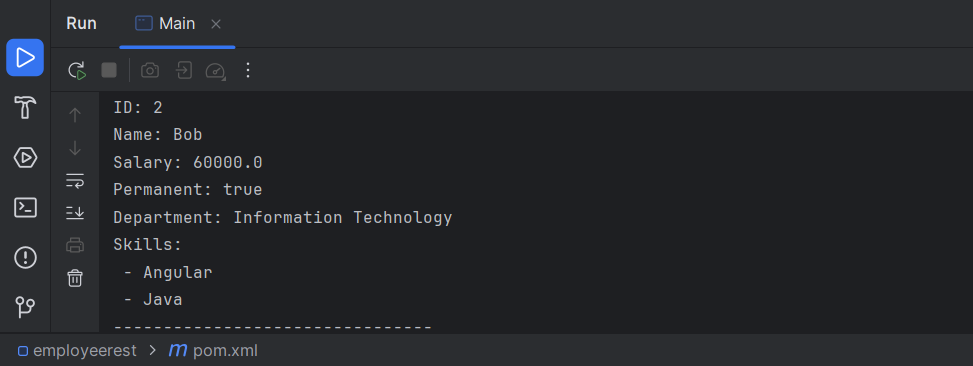 Run Main
ID: 2
Name: Bob
Salary: 60000.0
Permanent: true
Department: Information Technology
Skills:
- Angular
- Java
--------------------------------
employeerest > m pom.xml